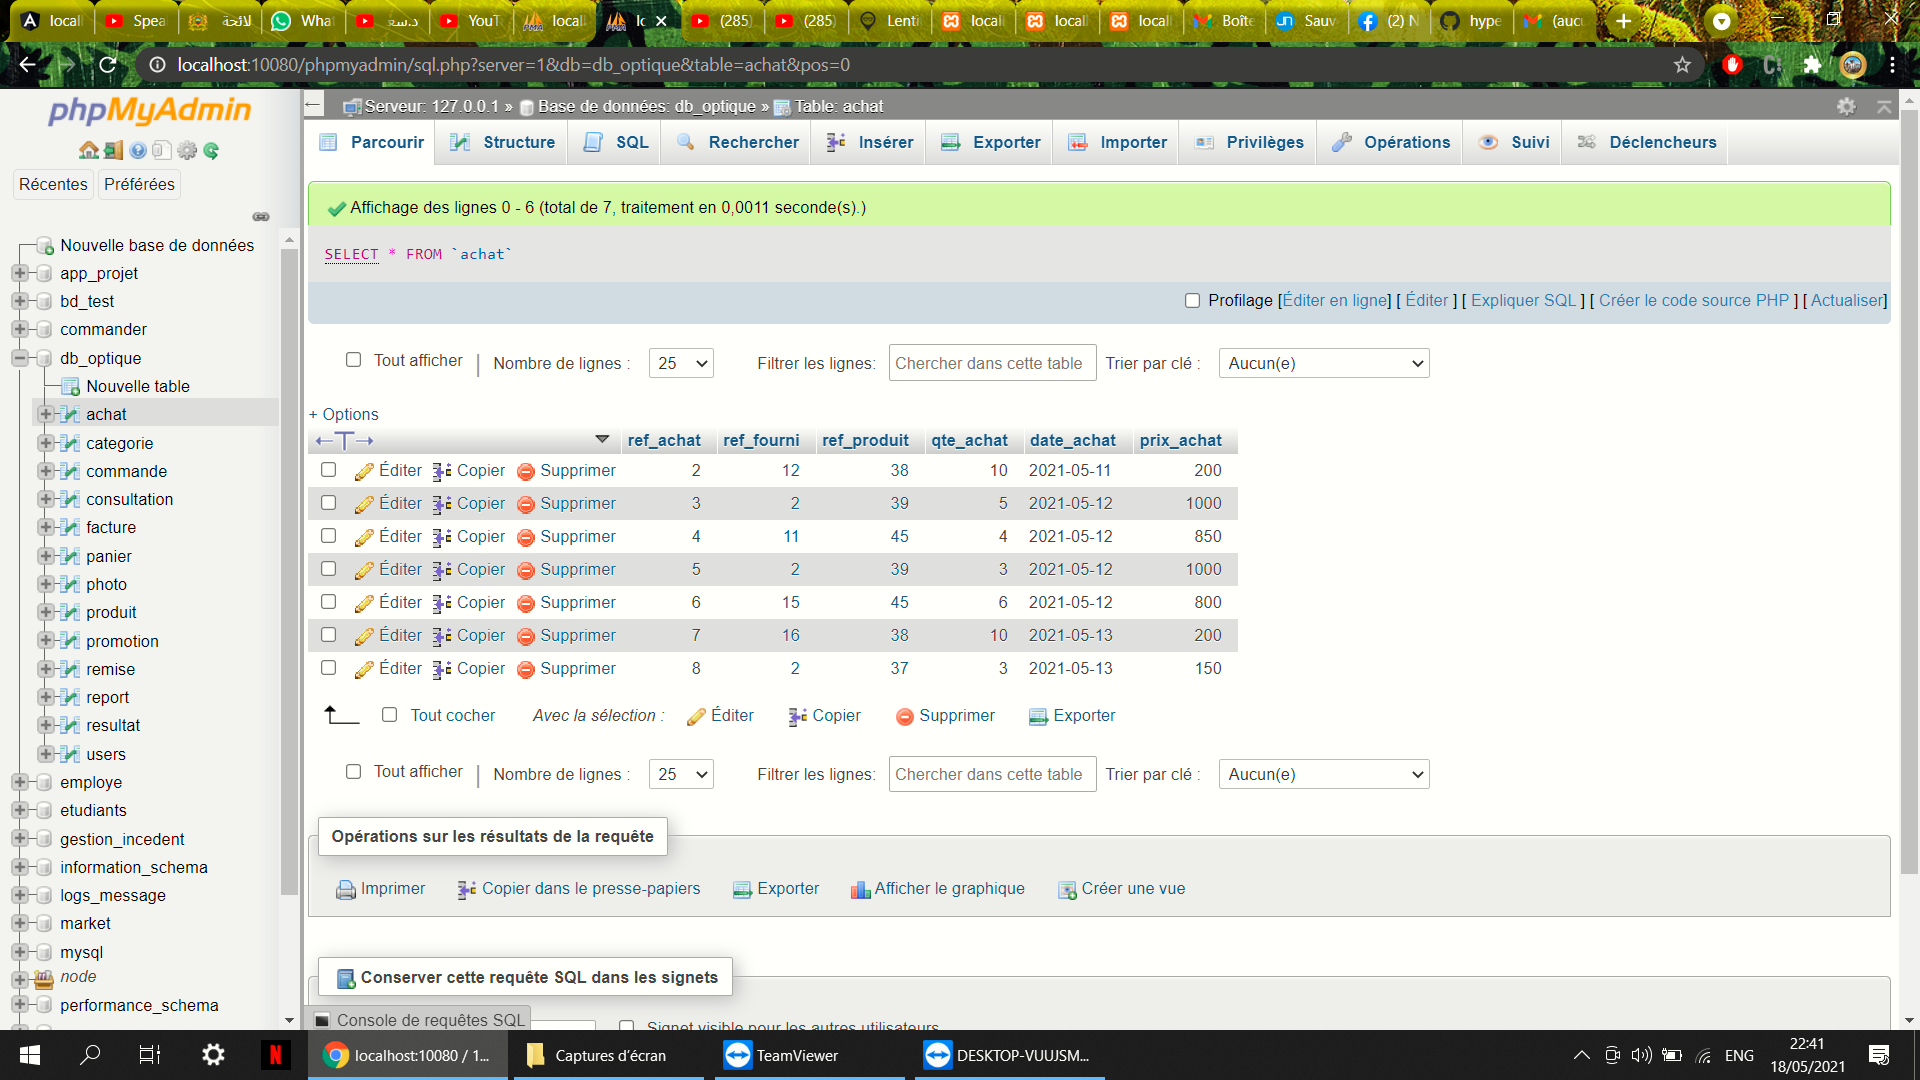 locall
Spea
لائحة
What
د.سع
YouT
locall
lo
(285)
(285)
Lenti
locall
locall
locall
Boîte
Sauv
(2) N
hype
(aucu
localhost:10080/phpmyadmin/sql.php?server=1&db=db_optique&table=achat&pos=0
phpMyAdmin
Récentes
Préférées
Nouvelle base de données
app_projet
bd_test
commander
db_optique
Nouvelle table
achat
categorie
commande
consultation
facture
panier
photo
produit
promotion
remise
report
resultat
users
employe
etudiants
gestion_incedent
information_schema
logs_message
market
mysql
node
performance_schema
Serveur: 127.0.0.1 » Base de données: db_optique » Table: achat
Parcourir Structure SQL Rechercher Insérer Exporter Importer Privilèges Opérations Suivi Déclencheurs
Affichage des lignes 0 - 6 (total de 7, traitement en 0,0011 seconde(s).)
SELECT * FROM `achat`
Profilage [Éditer en ligne] [ Éditer ] [ Expliquer SQL ] [ Créer le code source PHP ] [ Actualiser]
Tout afficher | Nombre de lignes : 25 Filtrer les lignes: Chercher dans cette table Trier par clé : Aucun(e)
+ Options
←T→ ref_achat ref_fourni ref_produit qte_achat date_achat prix_achat
Éditer Copier Supprimer 2 12 38 10 2021-05-11 200
Éditer Copier Supprimer 3 2 39 5 2021-05-12 1000
Éditer Copier Supprimer 4 11 45 4 2021-05-12 850
Éditer Copier Supprimer 5 2 39 3 2021-05-12 1000
Éditer Copier Supprimer 6 15 45 6 2021-05-12 800
Éditer Copier Supprimer 7 16 38 10 2021-05-13 200
Éditer Copier Supprimer 8 2 37 3 2021-05-13 150
Tout cocher Avec la sélection : Éditer Copier Supprimer Exporter
Tout afficher | Nombre de lignes : 25 Filtrer les lignes: Chercher dans cette table Trier par clé : Aucun(e)
Opérations sur les résultats de la requête
Imprimer Copier dans le presse-papiers Exporter Afficher le graphique Créer une vue
Conserver cette requête SQL dans les signets
Console de requêtes SQL
Signet visible pour les autres utilisateurs
localhost:10080 / 1...
Captures d'écran
TeamViewer
DESKTOP-VUUJSM...
ENG
22:41
18/05/2021